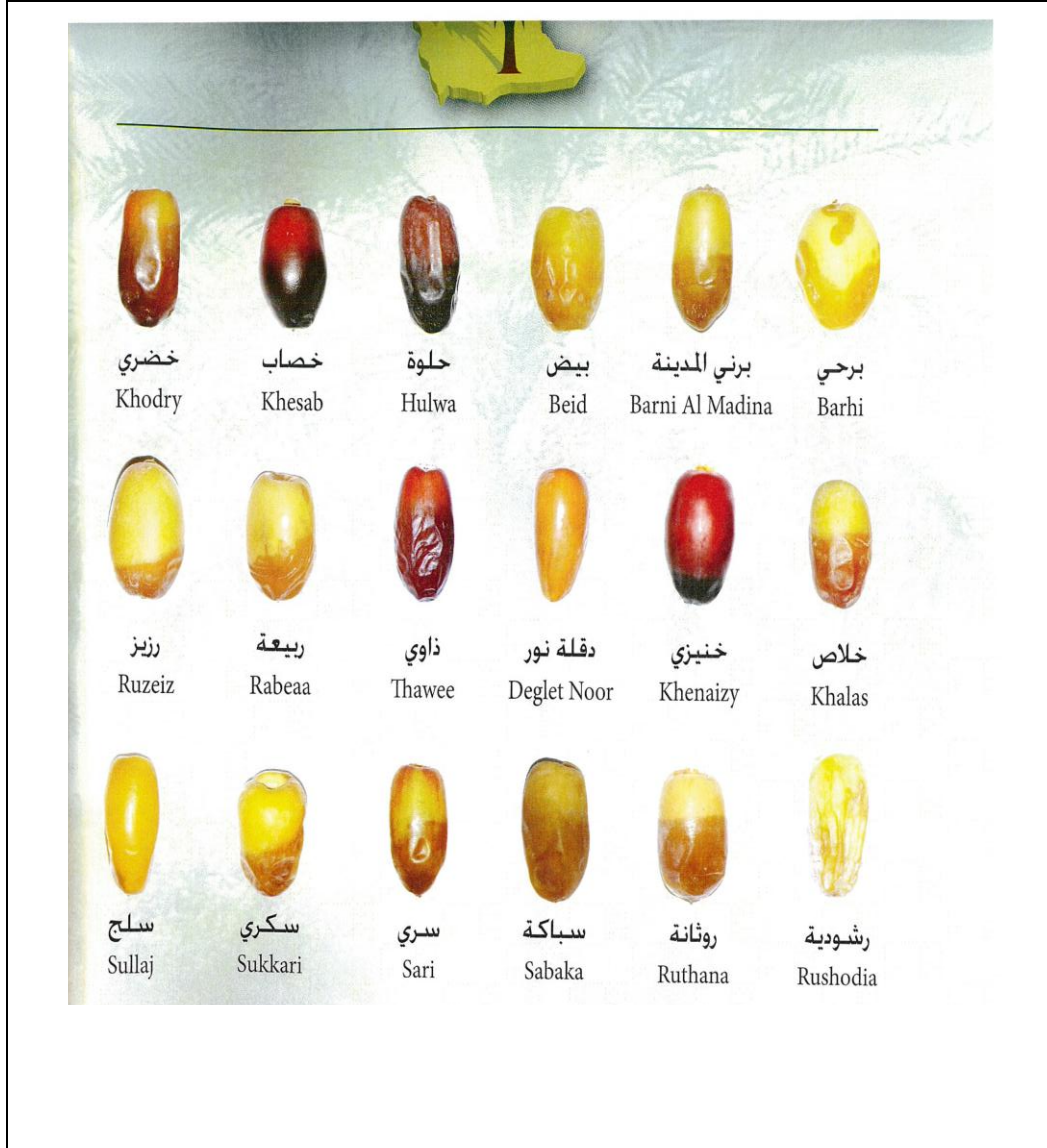 خضري
Khodry
خصاب
Khesab
حلوة
Hulwa
بيض
Beid
برني المدينة
Barni Al Madina
برحي
Barhi
رزيز
Ruzeiz
ربيعة
Rabeaa
ذاوي
Thawee
دقلة نور
Deglet Noor
خنيزي
Khenaizy
خلاص
Khalas
سلج
Sullaj
سكري
Sukkari
سري
Sari
سباكة
Sabaka
روثانة
Ruthana
رشودية
Rushodia